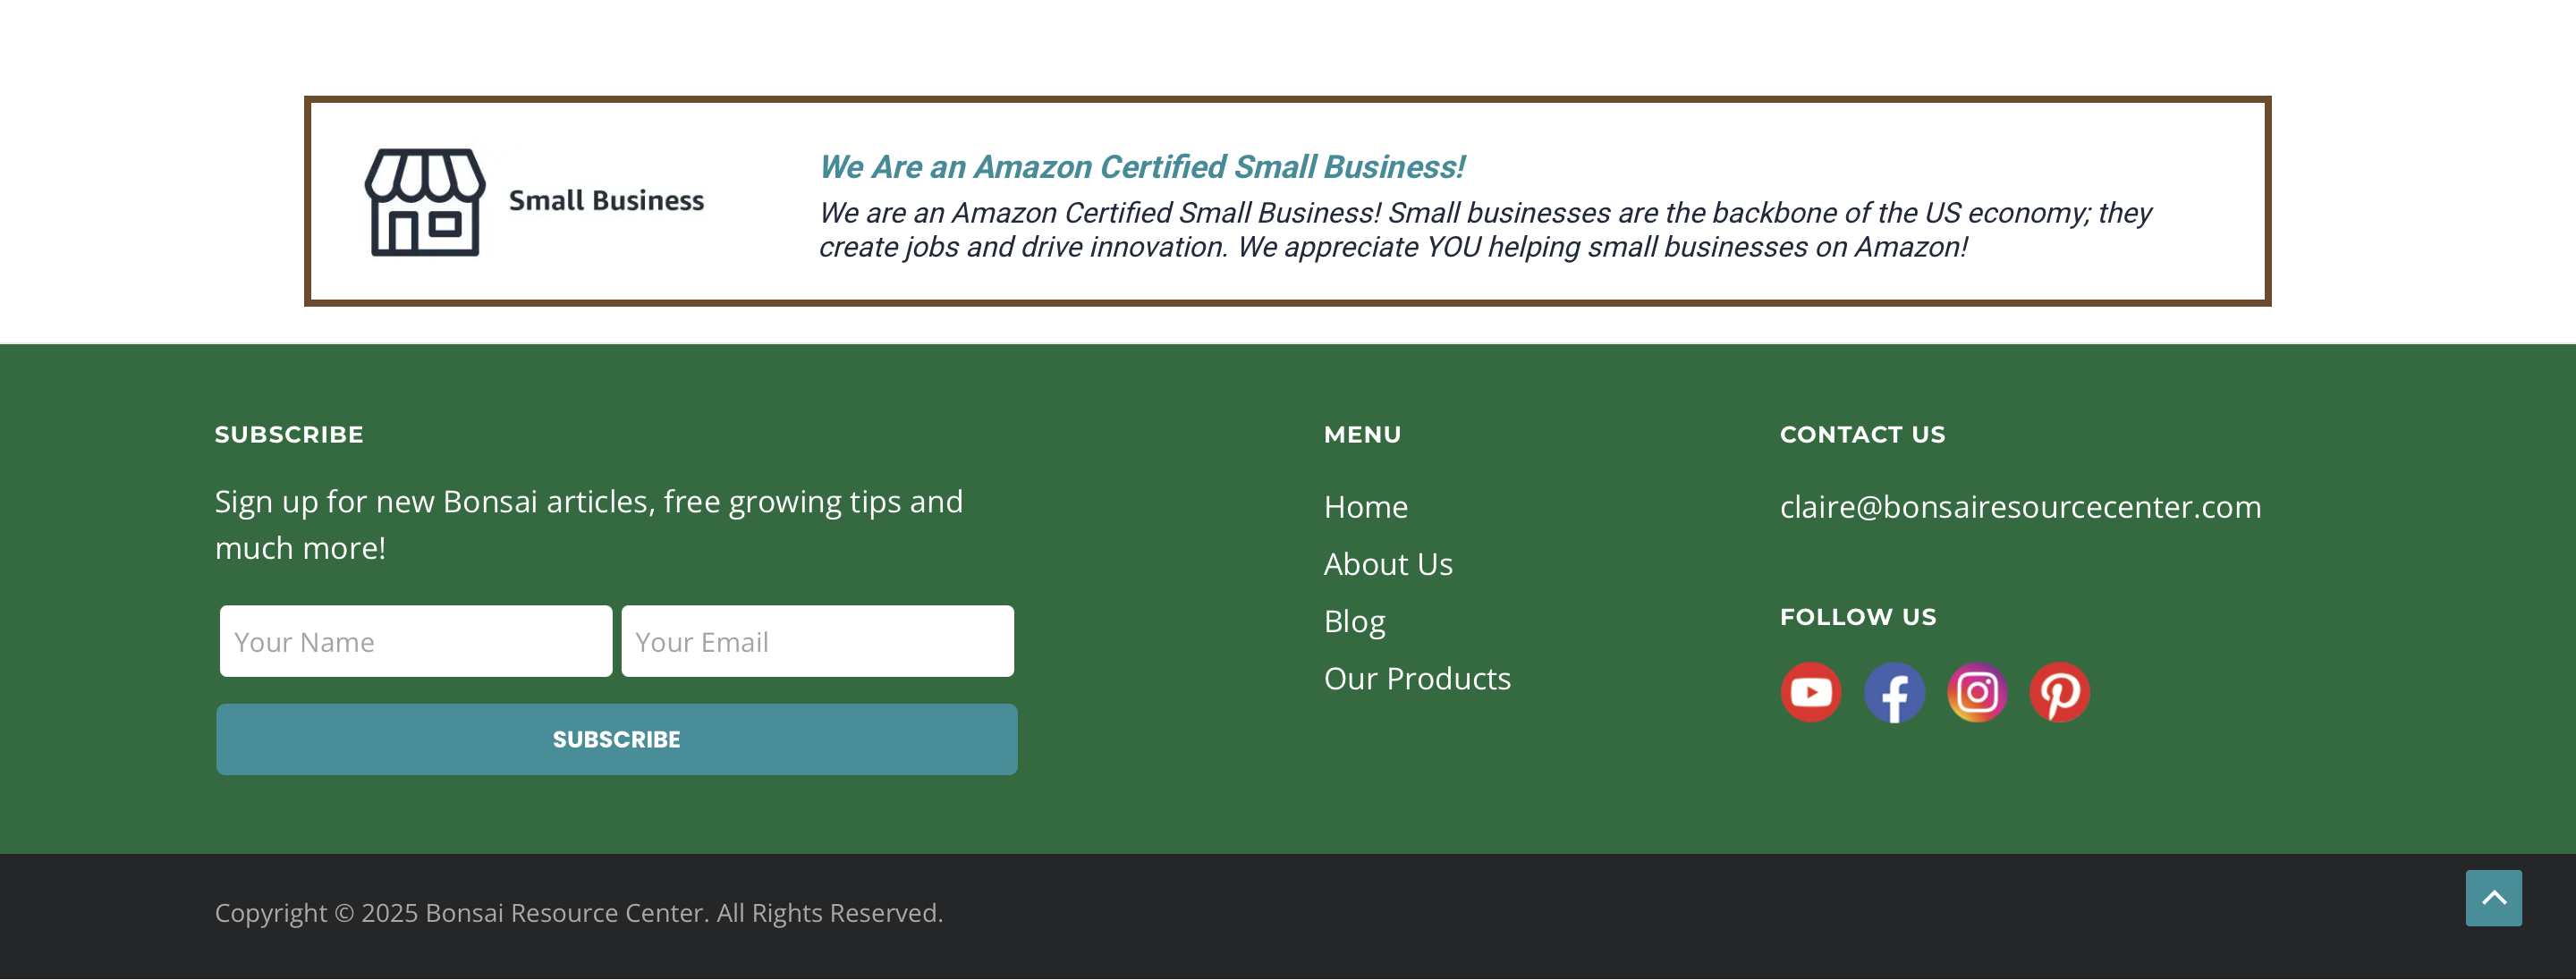 Small Business
We Are an Amazon Certified Small Business!
We are an Amazon Certified Small Business! Small businesses are the backbone of the US economy; they
create jobs and drive innovation. We appreciate YOU helping small businesses on Amazon!
SUBSCRIBE
Sign up for new Bonsai articles, free growing tips and
much more!
Your Name
Your Email
SUBSCRIBE
MENU
Home
About Us
Blog
Our Products
CONTACT US
claire@bonsairesourcecenter.com
FOLLOW US
Copyright © 2025 Bonsai Resource Center. All Rights Reserved.